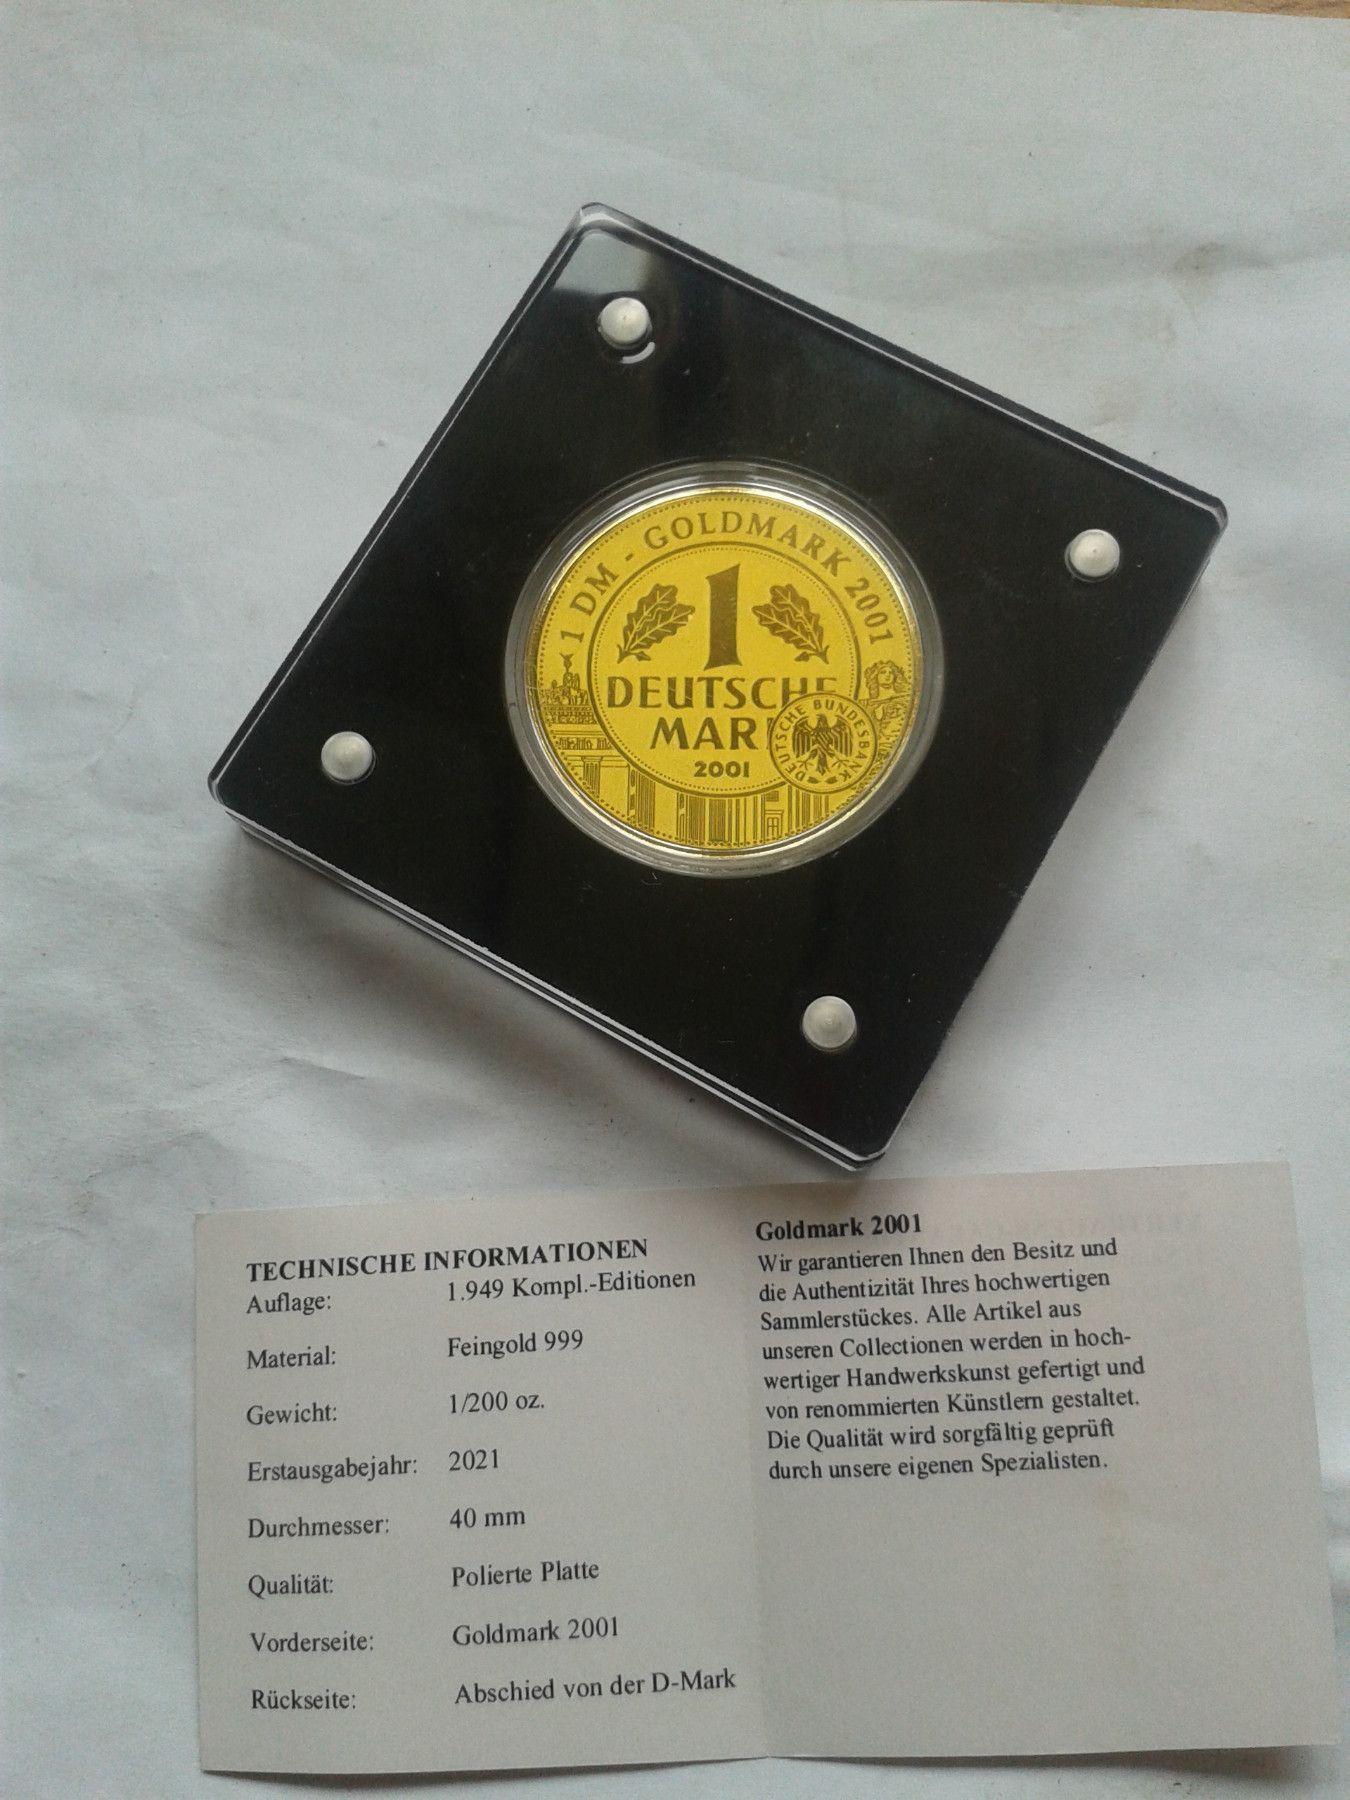 1 DM - GOLDMARK 2001
1
DEUTSCHE
MAR
2001
DEUTSCHE BUNDESBANK
TECHNISCHE INFORMATIONEN
Auflage: 1.949 Kompl.-Editionen
Material: Feingold 999
Gewicht: 1/200 oz.
Erstausgabejahr: 2021
Durchmesser: 40 mm
Qualität: Polierte Platte
Vorderseite: Goldmark 2001
Rückseite: Abschied von der D-Mark
Goldmark 2001
Wir garantieren Ihnen den Besitz und
die Authentizität Ihres hochwertigen
Sammlerstückes. Alle Artikel aus
unseren Collectionen werden in hoch-
wertiger Handwerkskunst gefertigt und
von renommierten Künstlern gestaltet.
Die Qualität wird sorgfältig geprüft
durch unsere eigenen Spezialisten.